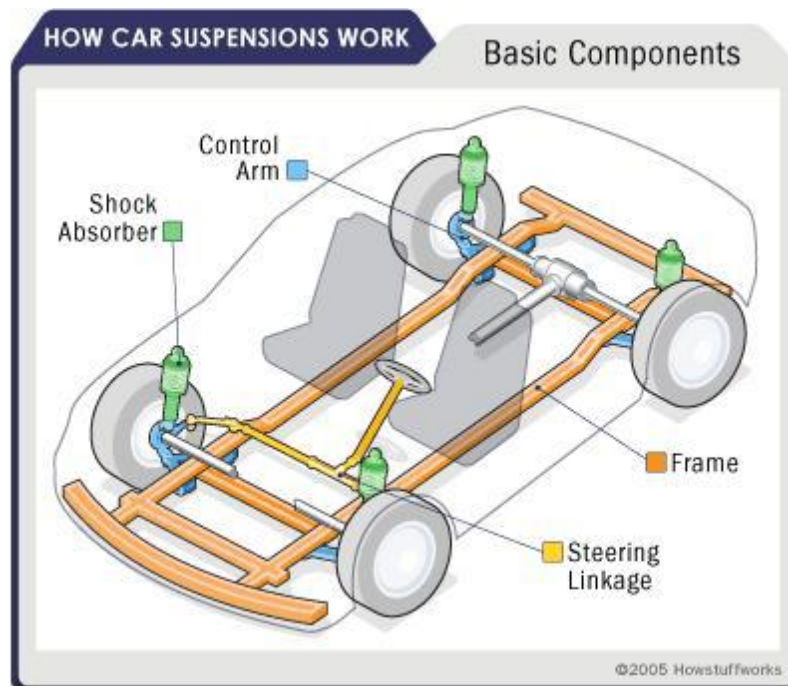 HOW CAR SUSPENSIONS WORK
Basic Components
Control
Arm
Shock
Absorber
Frame
Steering
Linkage
©2005 Howstuffworks